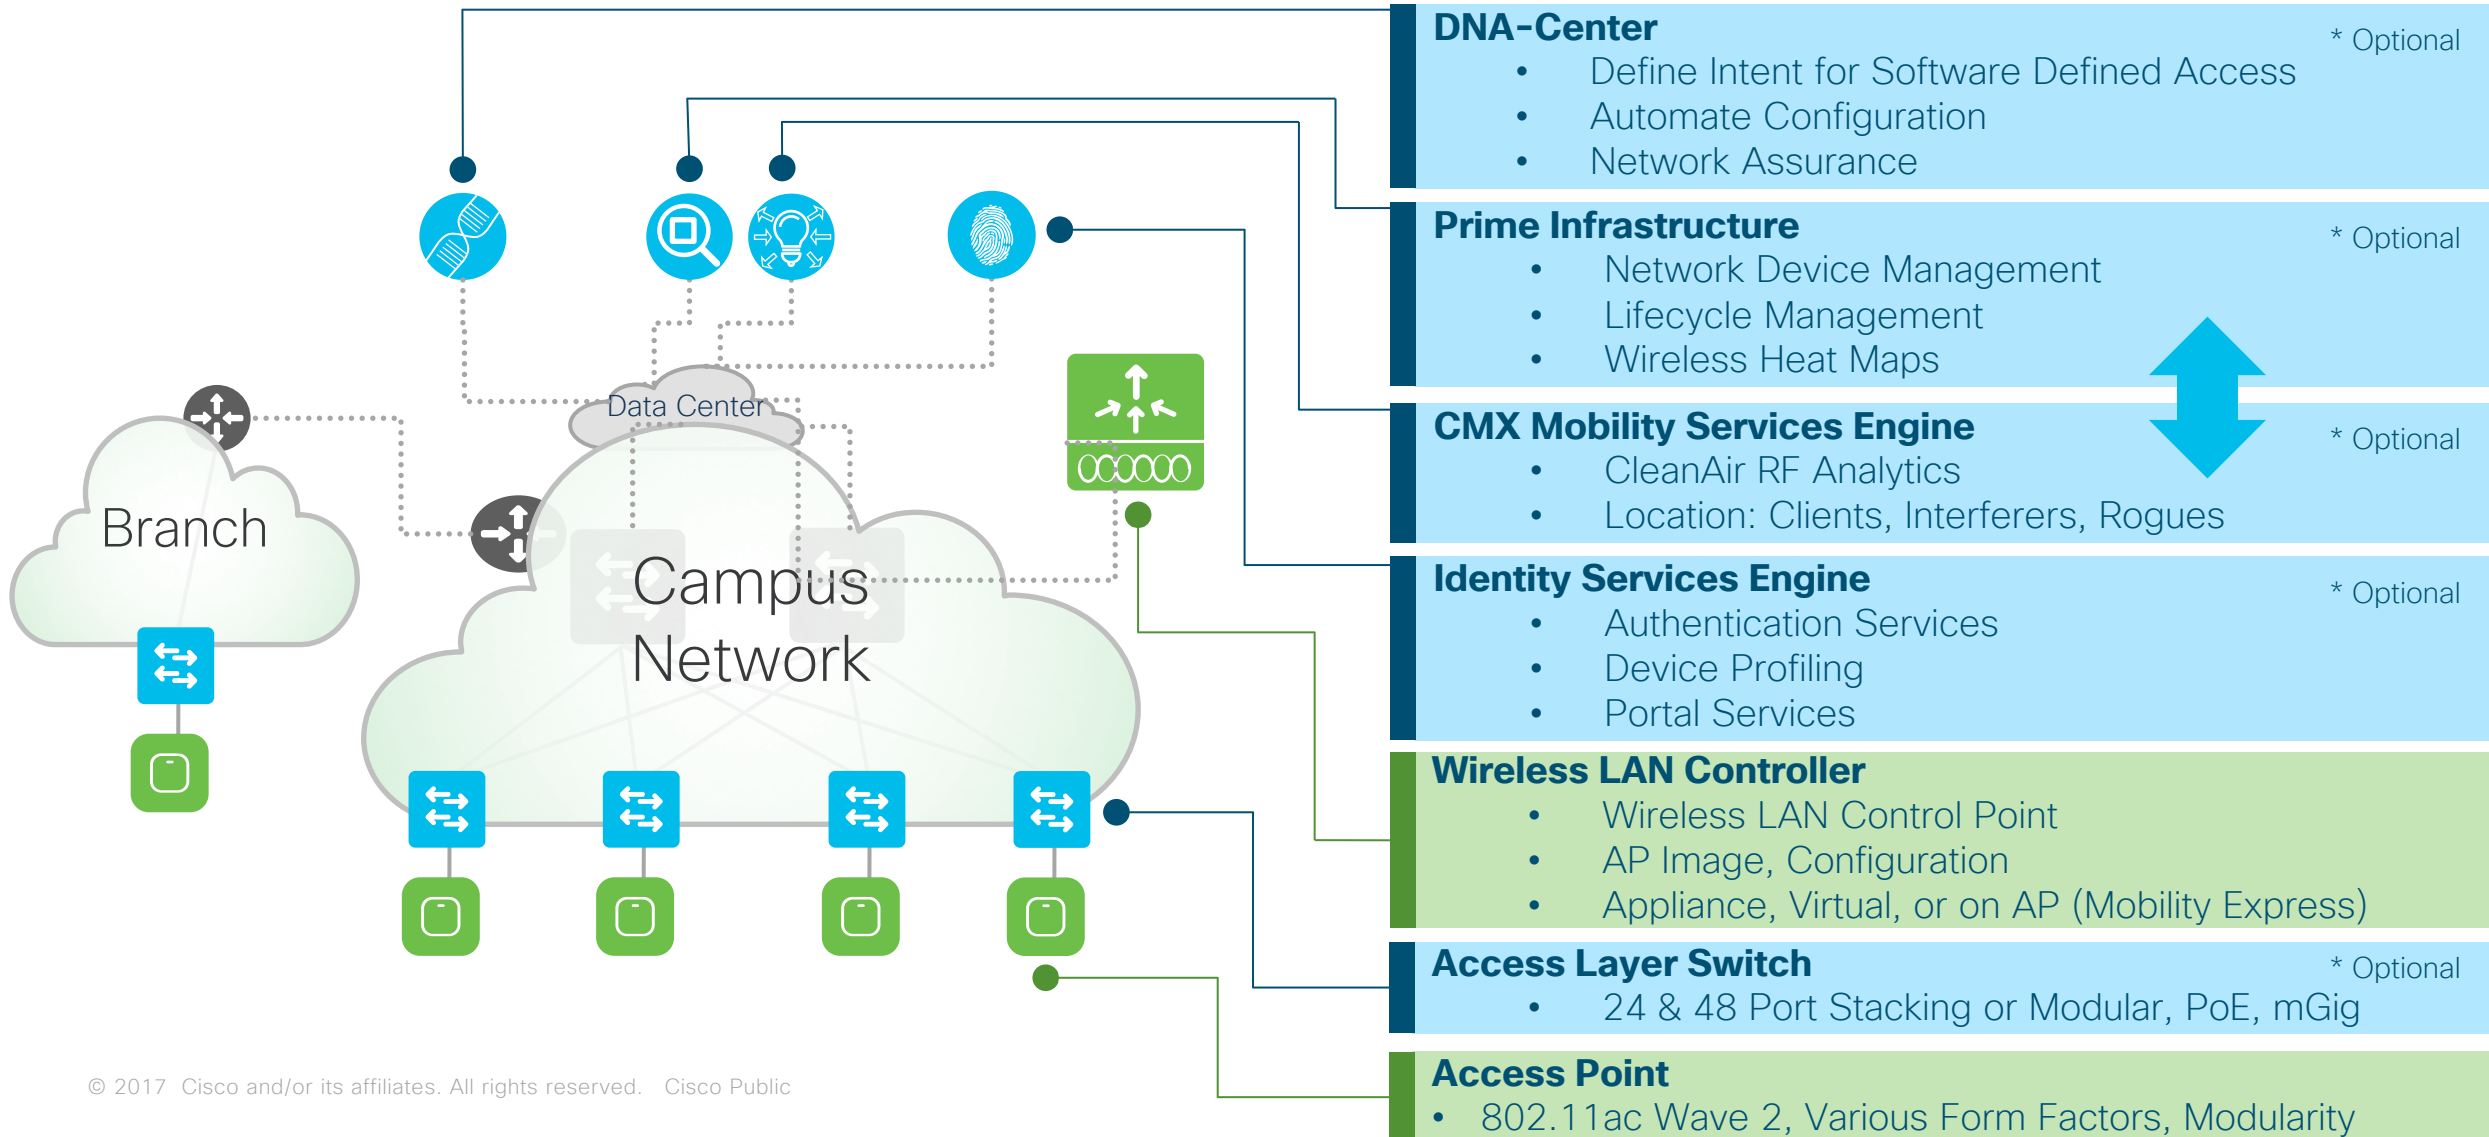 DNA-Center
* Optional
• Define Intent for Software Defined Access
• Automate Configuration
• Network Assurance
Prime Infrastructure
* Optional
• Network Device Management
• Lifecycle Management
• Wireless Heat Maps
CMX Mobility Services Engine
* Optional
• CleanAir RF Analytics
• Location: Clients, Interferers, Rogues
Identity Services Engine
* Optional
• Authentication Services
• Device Profiling
• Portal Services
Wireless LAN Controller
• Wireless LAN Control Point
• AP Image, Configuration
• Appliance, Virtual, or on AP (Mobility Express)
Access Layer Switch
* Optional
• 24 & 48 Port Stacking or Modular, PoE, mGig
Access Point
• 802.11ac Wave 2, Various Form Factors, Modularity
Data Center
Branch
Campus
Network
© 2017 Cisco and/or its affiliates. All rights reserved. Cisco Public